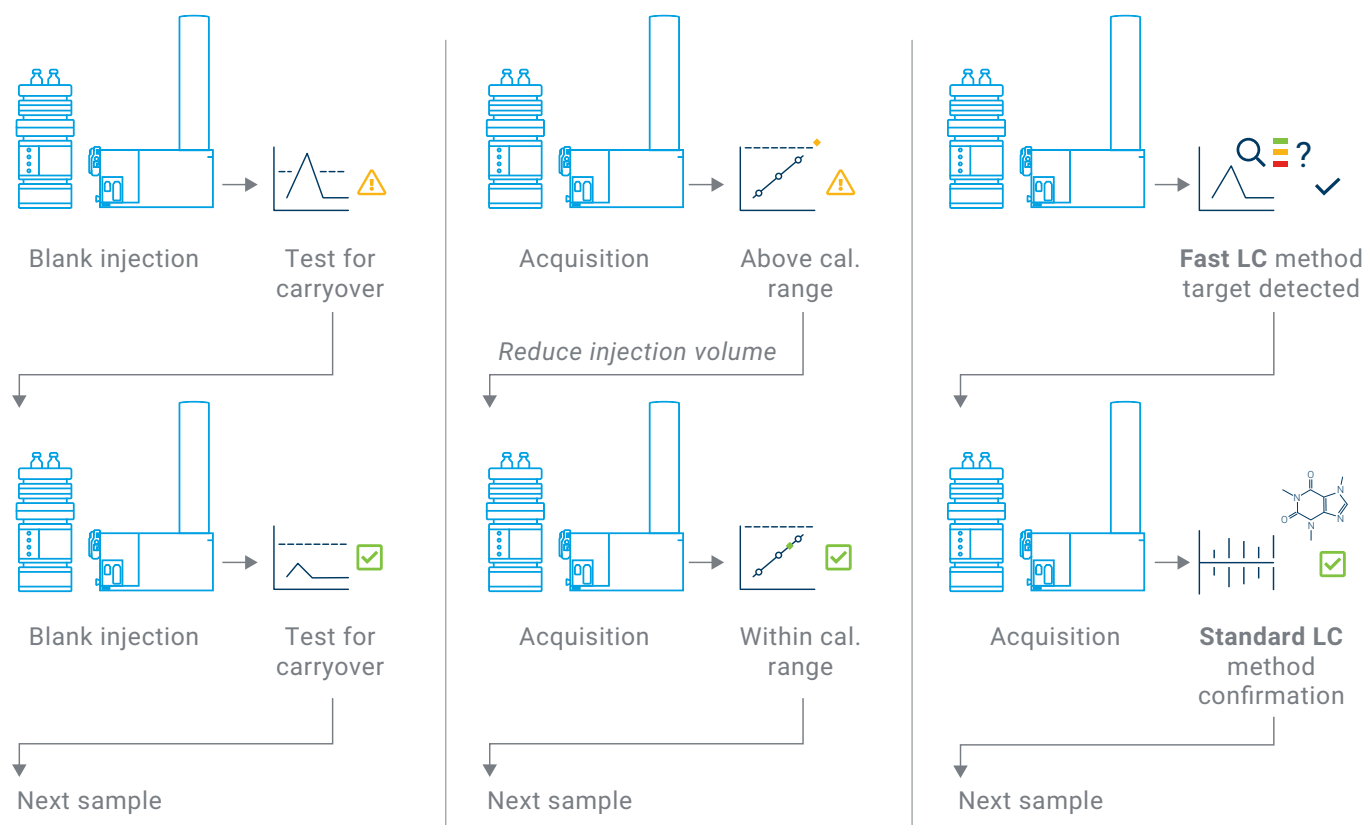 Blank injection
Test for
carryover
Blank injection
Test for
carryover
Next sample
Acquisition
Above cal.
range
Reduce injection volume
Acquisition
Within cal.
range
Next sample
?
Fast LC method
target detected
O
N
N
O
N
N
Acquisition
Standard LC
method
confirmation
Next sample